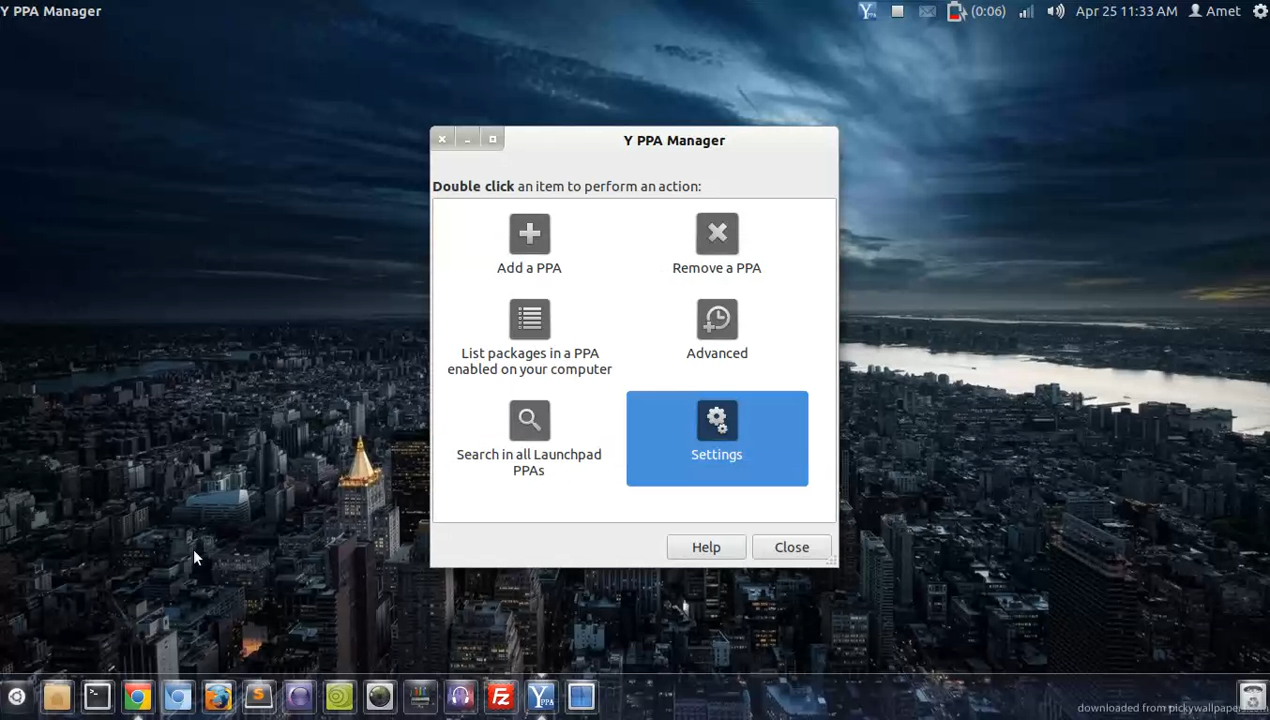 Y PPA Manager
(0:06) Apr 25 11:33 AM Amet
Y PPA Manager
Double click an item to perform an action:
Add a PPA
Remove a PPA
List packages in a PPA
enabled on your computer
Advanced
Search in all Launchpad
PPAs
Settings
Help
Close
downloaded from pickywallpapers.com